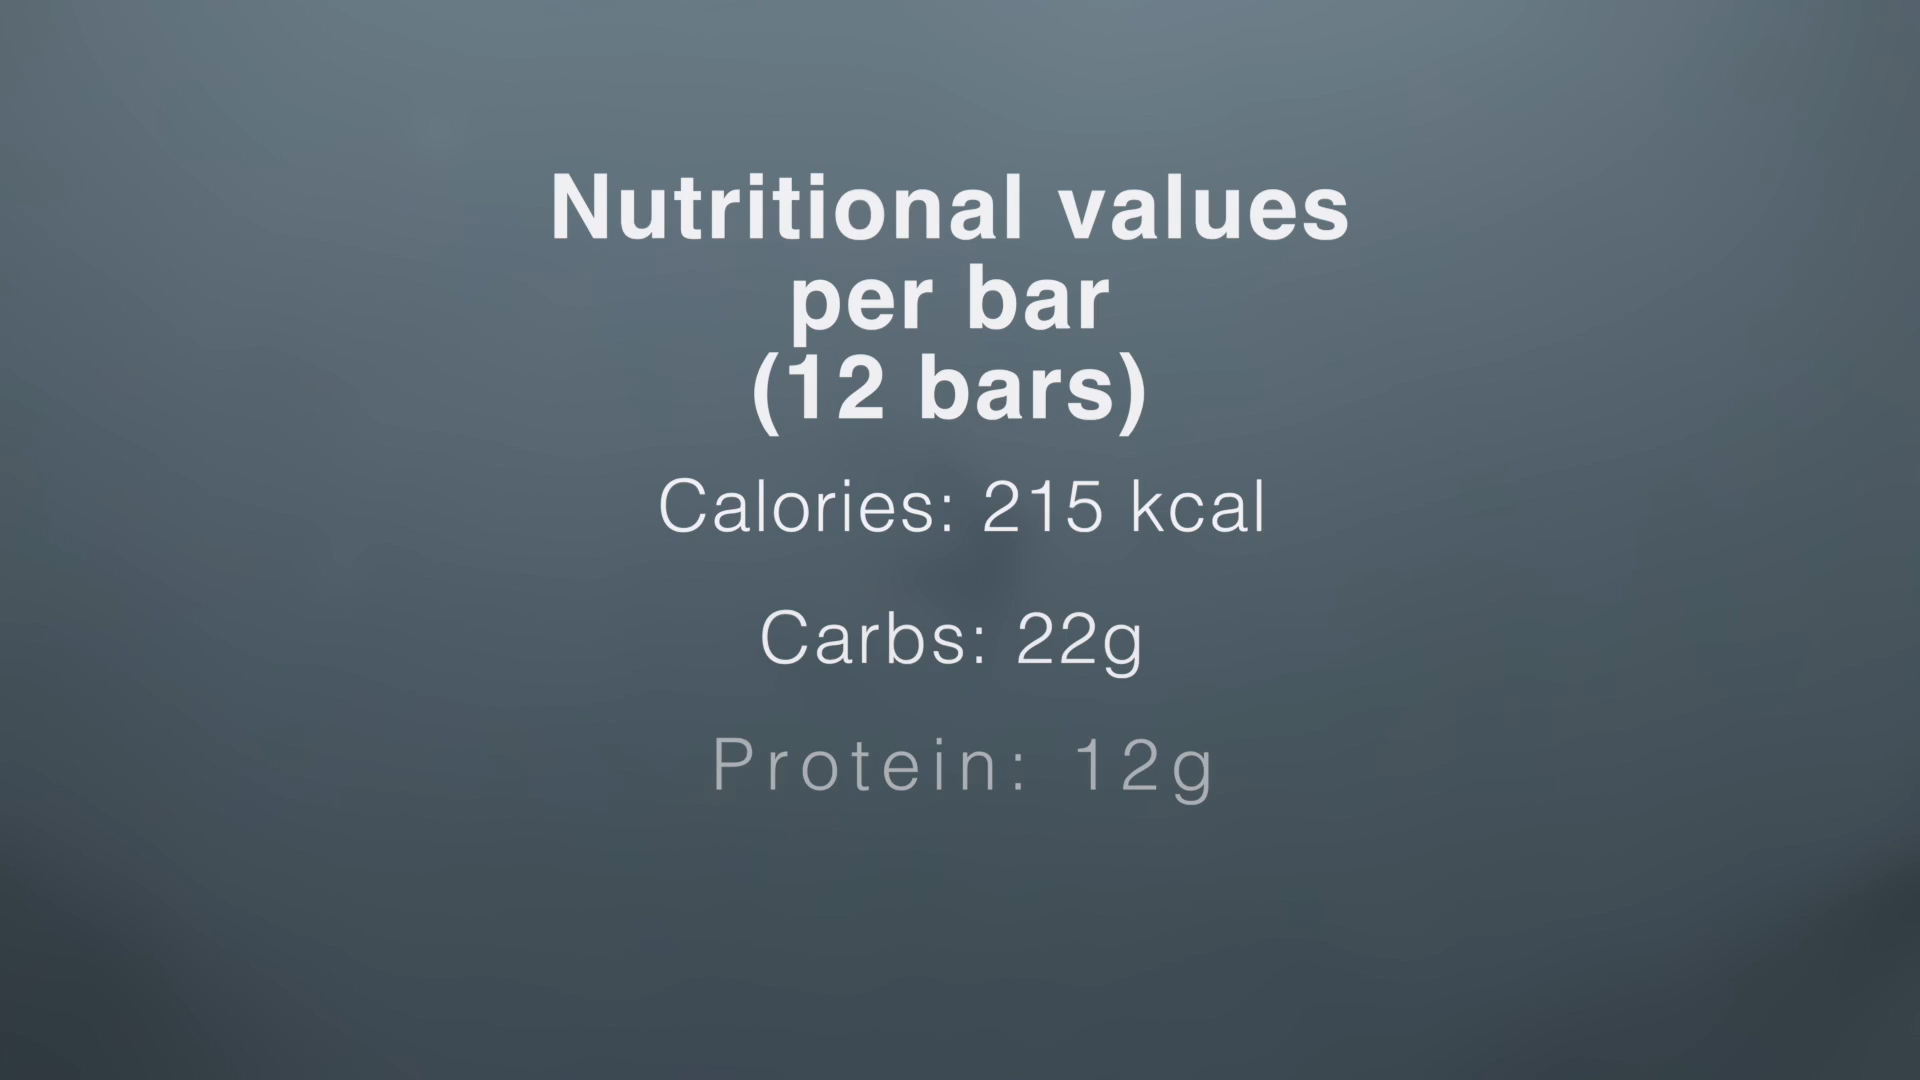 Nutritional values
per bar
(12 bars)
Calories: 215 kcal
Carbs: 22g
Protein: 12g